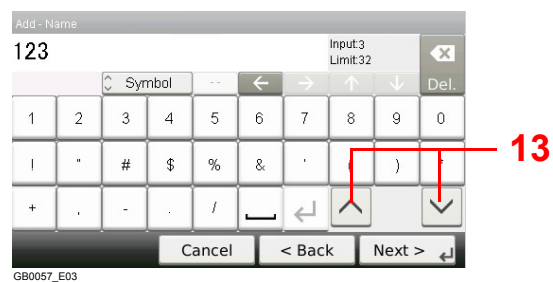 Add - Name
123
Input:3
Limit:32
Symbol
Del.
1 2 3 4 5 6 7 8 9 0
! " # $ % & ' ( ) *
+ , - . /
13
Cancel < Back Next >
GB0057_E03